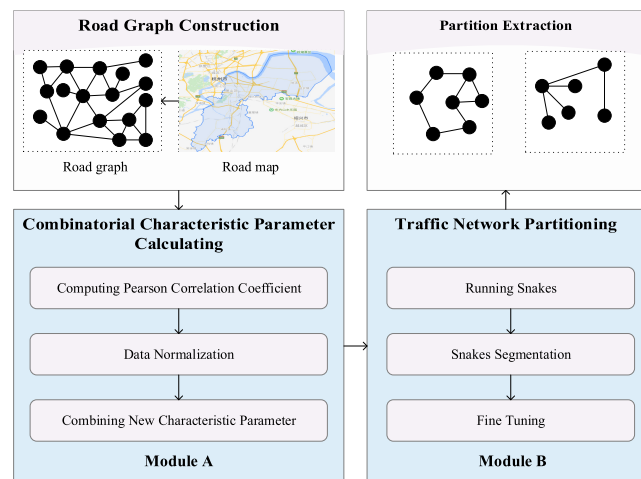 Road Graph Construction
Road graph
Road map
Combinatorial Characteristic Parameter
Calculating
Computing Pearson Correlation Coefficient
Data Normalization
Combining New Characteristic Parameter
Module A
Partition Extraction
Traffic Network Partitioning
Running Snakes
Snakes Segmentation
Fine Tuning
Module B